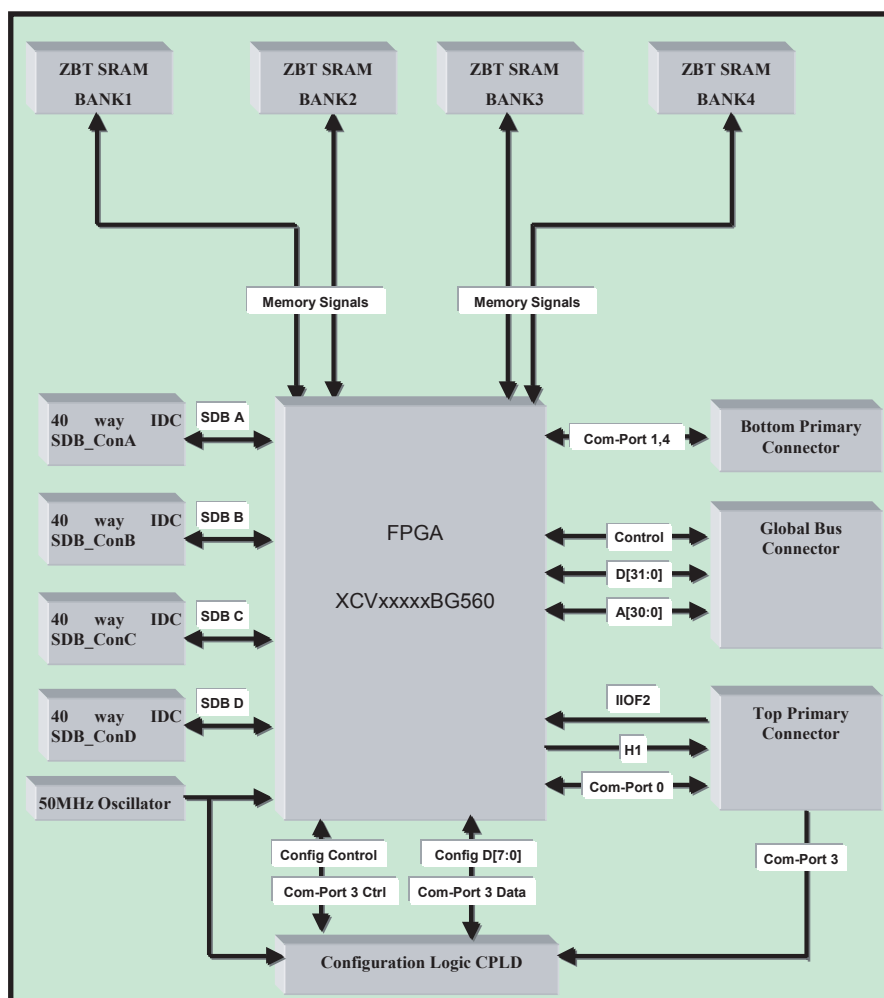 ZBT SRAM
BANK1
ZBT SRAM
BANK2
ZBT SRAM
BANK3
ZBT SRAM
BANK4
Memory Signals
Memory Signals
40 way IDC
SDB_ConA
SDB A
40 way IDC
SDB_ConB
SDB B
40 way IDC
SDB_ConC
SDB C
40 way IDC
SDB_ConD
SDB D
50MHz Oscillator
FPGA
XCVxxxxxBG560
Com-Port 1,4
Bottom Primary
Connector
Control
D[31:0]
A[30:0]
Global Bus
Connector
IIOF2
H1
Com-Port 0
Top Primary
Connector
Com-Port 3
Config Control
Com-Port 3 Ctrl
Config D[7:0]
Com-Port 3 Data
Configuration Logic CPLD